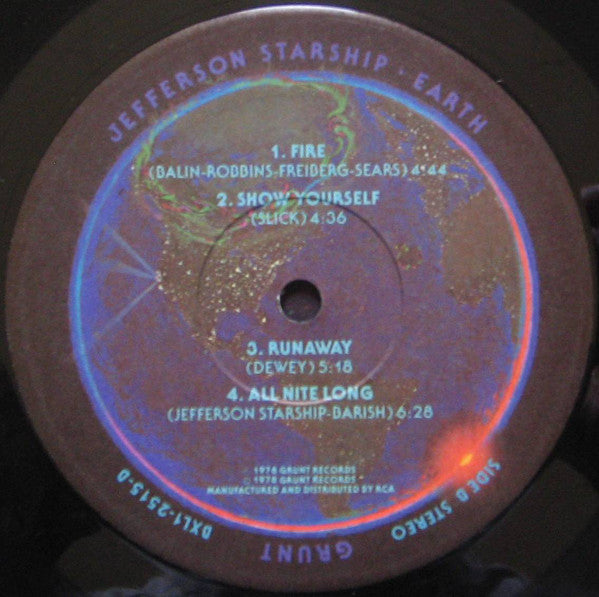 JEFFERSON STARSHIP · EARTH
1. FIRE
(BALIN-ROBBINS-FREIBERG-SEARS) 4:44
2. SHOW YOURSELF
(SLICK) 4:36
3. RUNAWAY
(DEWEY) 5:18
4. ALL NITE LONG
(JEFFERSON STARSHIP-BARISH) 6:28
℗ 1978 GRUNT RECORDS
© 1978 GRUNT RECORDS
MANUFACTURED AND DISTRIBUTED BY RCA
BXL1-2515-B
SIDE B STEREO
GRUNT